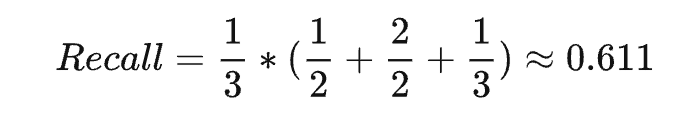 Recall = 1/3 * (1/2 + 2/2 + 1/3) ≈ 0.611